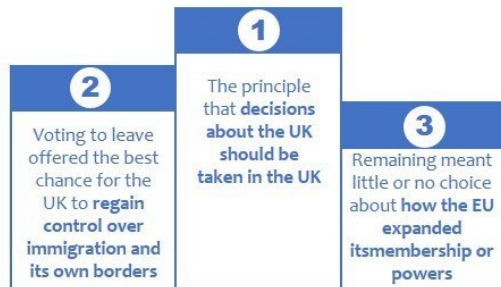 1
The principle
that decisions
about the UK
should be
taken in the UK
2
Voting to leave
offered the best
chance for the
UK to regain
control over
immigration and
its own borders
3
Remaining meant
little or no choice
about how the EU
expanded
itsmembership or
powers